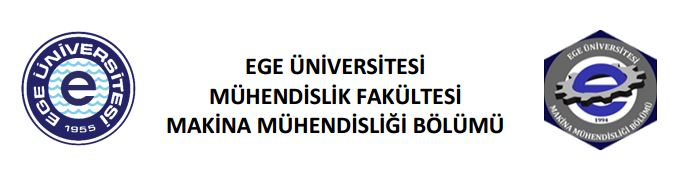 EGE ÜNİVERSİTESİ
1955
e
EGE ÜNİVERSİTESİ
MÜHENDİSLİK FAKÜLTESİ
MAKİNA MÜHENDİSLİĞİ BÖLÜMÜ
EGE ÜNİVERSİTESİ
e
1994
MAKİNA MÜHENDİSLİĞİ BÖLÜMÜ